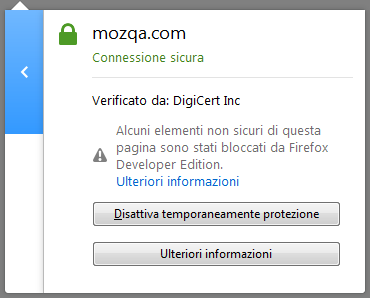 mozqa.com
Connessione sicura
Verificato da: DigiCert Inc
Alcuni elementi non sicuri di questa
pagina sono stati bloccati da Firefox
Developer Edition.
Ulteriori informazioni
Disattiva temporaneamente protezione
Ulteriori informazioni